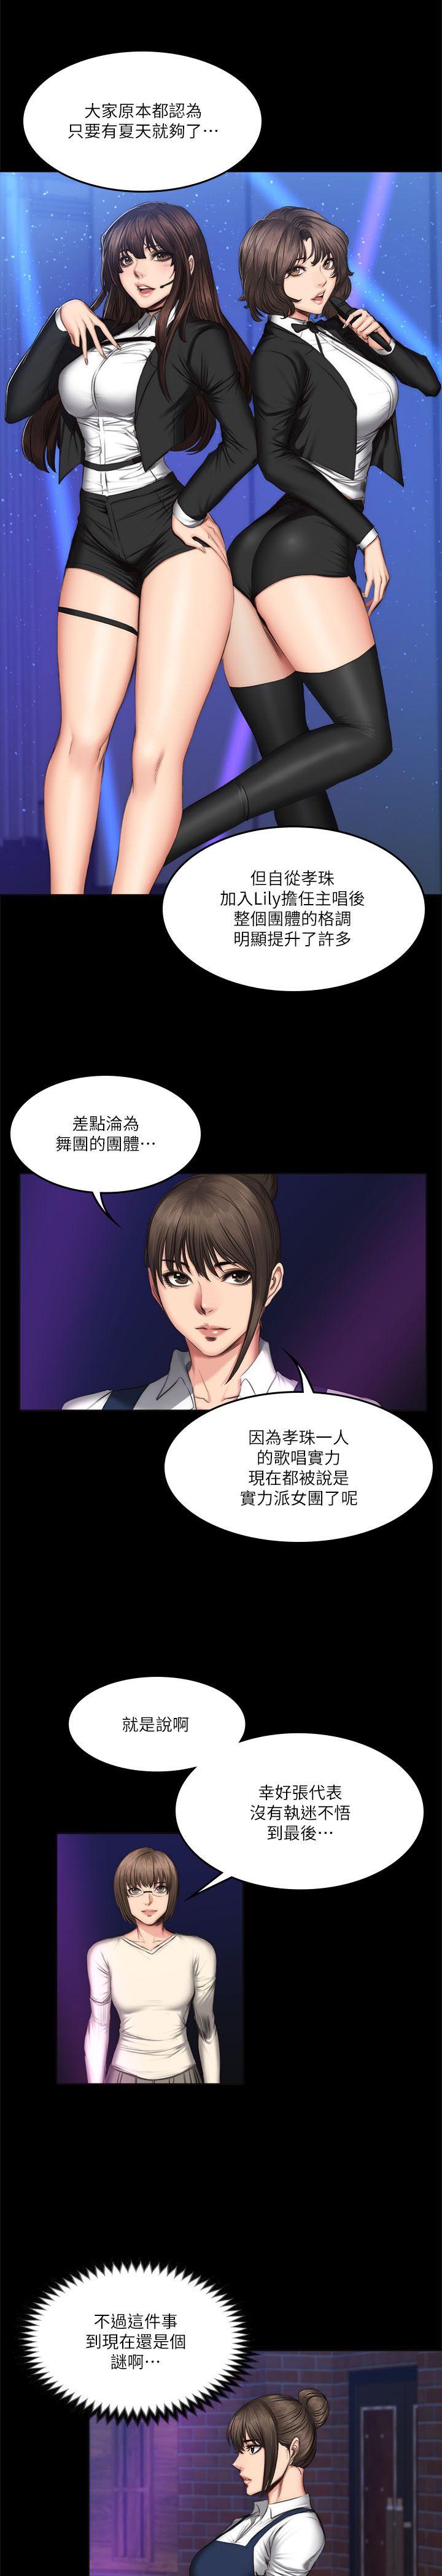 大家原本都認為
只要有夏天就夠了…
但自從孝珠
加入Lily擔任主唱後
整個團體的格調
明顯提升了許多
差點淪為
舞團的團體…
因為孝珠一人
的歌唱實力
現在都被說是
實力派女團了呢
就是說啊
幸好張代表
沒有執迷不悟
到最後…
不過這件事
到現在還是個
謎啊…